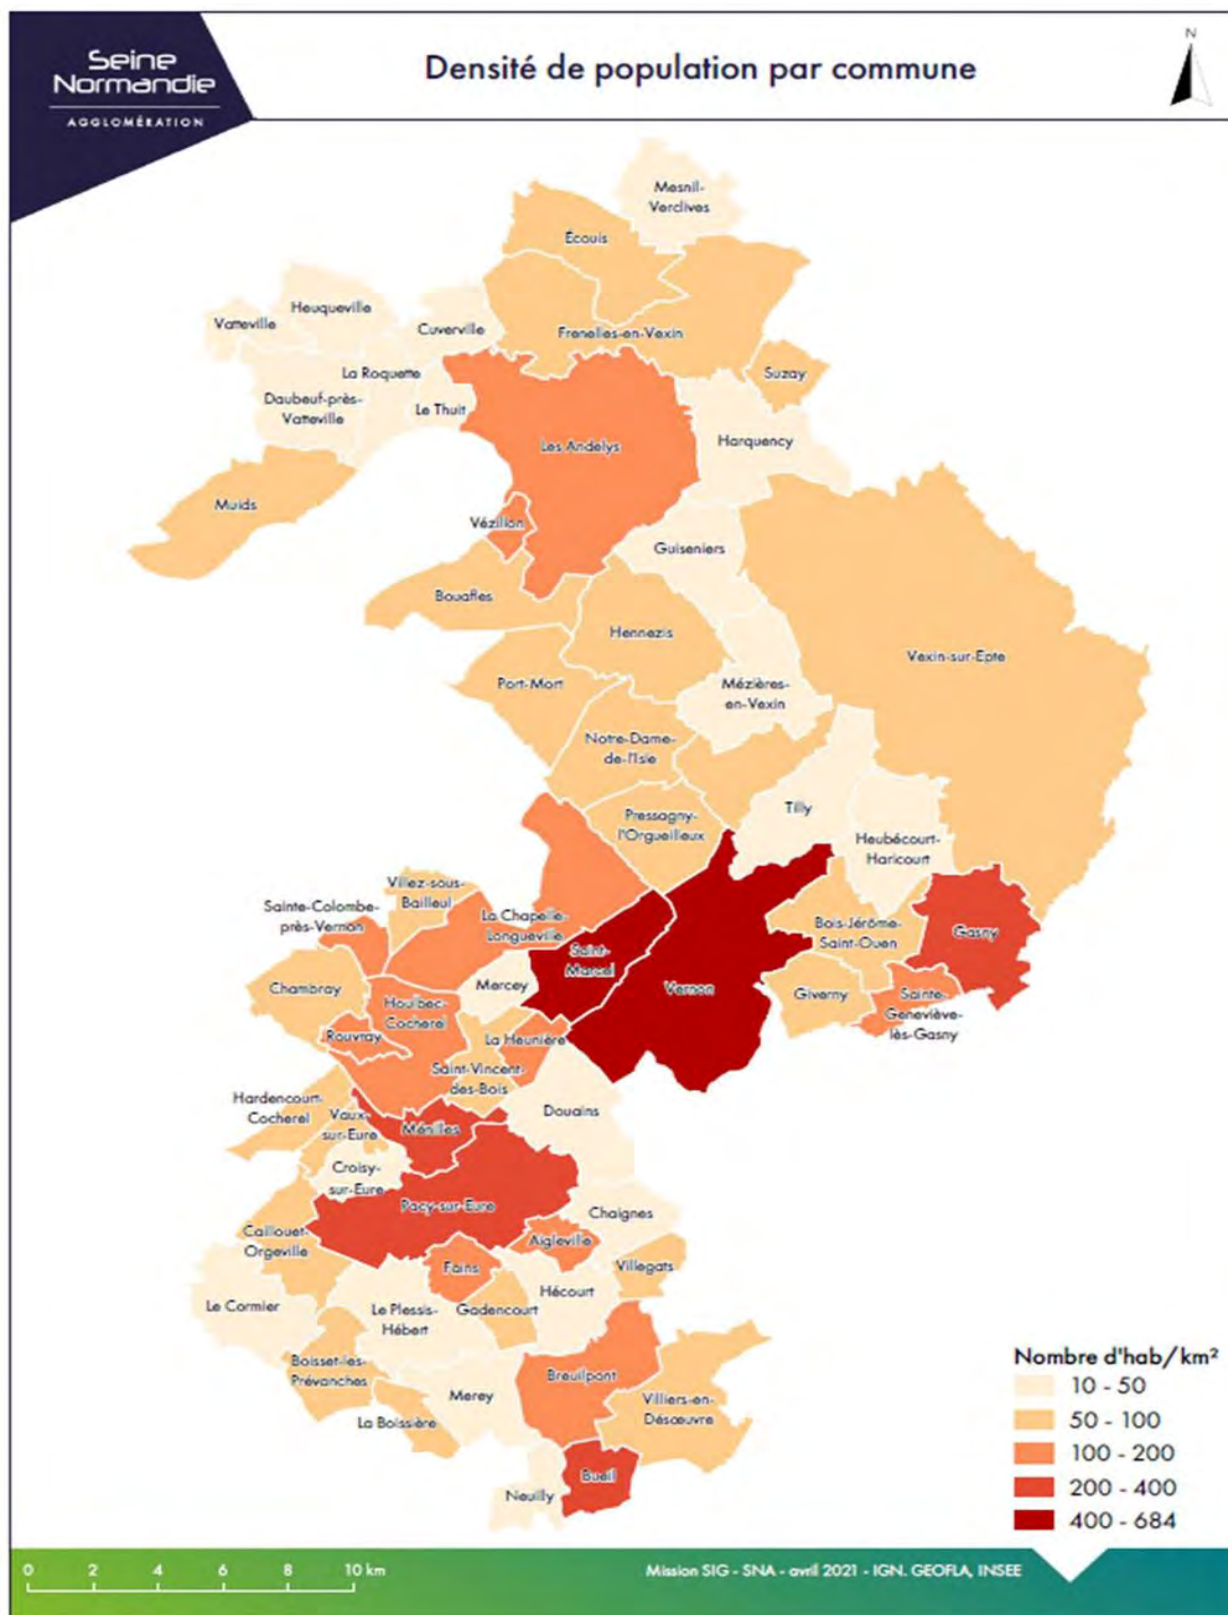 Seine
Normandie
AGGLOMÉRATION
Densité de population par commune
N
Mesnil-
Verclives
Écouis
Heuqueville
Vatteville
Cuverville
Frenelles-en-Vexin
La Roquette
Suzay
Daubeuf-près-
Vatteville
Le Thuit
Harquency
Les Andelys
Muids
Vézillon
Guiseniers
Bouafles
Hennezis
Vexin-sur-Epte
Port-Mort
Mézières-
en-Vexin
Notre-Dame-
de-l'Isle
Tilly
Pressagny-
l'Orgueilleux
Heubécourt-
Haricourt
Villez-sous-
Bailleul
Sainte-Colombe-
près-Vernon
La Chapelle-
Longueville
Bois-Jérôme-
Saint-Ouen
Gasny
Saint-
Marcel
Mercey
Vernon
Chambray
Giverny
Sainte-
Geneviève-
lès-Gasny
Houlbec-
Cocherel
Rouvray
La Heunière
Saint-Vincent-
des-Bois
Hardencourt-
Cocherel
Vaux-
sur-Eure
Douains
Ménilles
Croisy-
sur-Eure
Pacy-sur-Eure
Chaignes
Caillouet-
Orgeville
Aigleville
Fains
Villegats
Hécourt
Le Cormier
Le Plessis-
Hébert
Gadencourt
Boisset-les-
Prévanches
Breuilpont
Merey
Villiers-en-
Désœuvre
La Boissière
Bueil
Neuilly
Nombre d'hab/km²
10 - 50
50 - 100
100 - 200
200 - 400
400 - 684
0 2 4 6 8 10 km
Mission SIG - SNA - avril 2021 - IGN. GEOFLA, INSEE